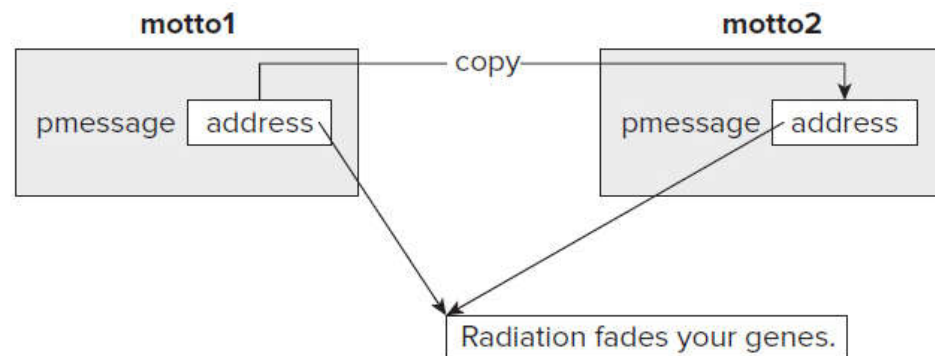 motto1
motto2
copy
pmessage address
pmessage address
Radiation fades your genes.